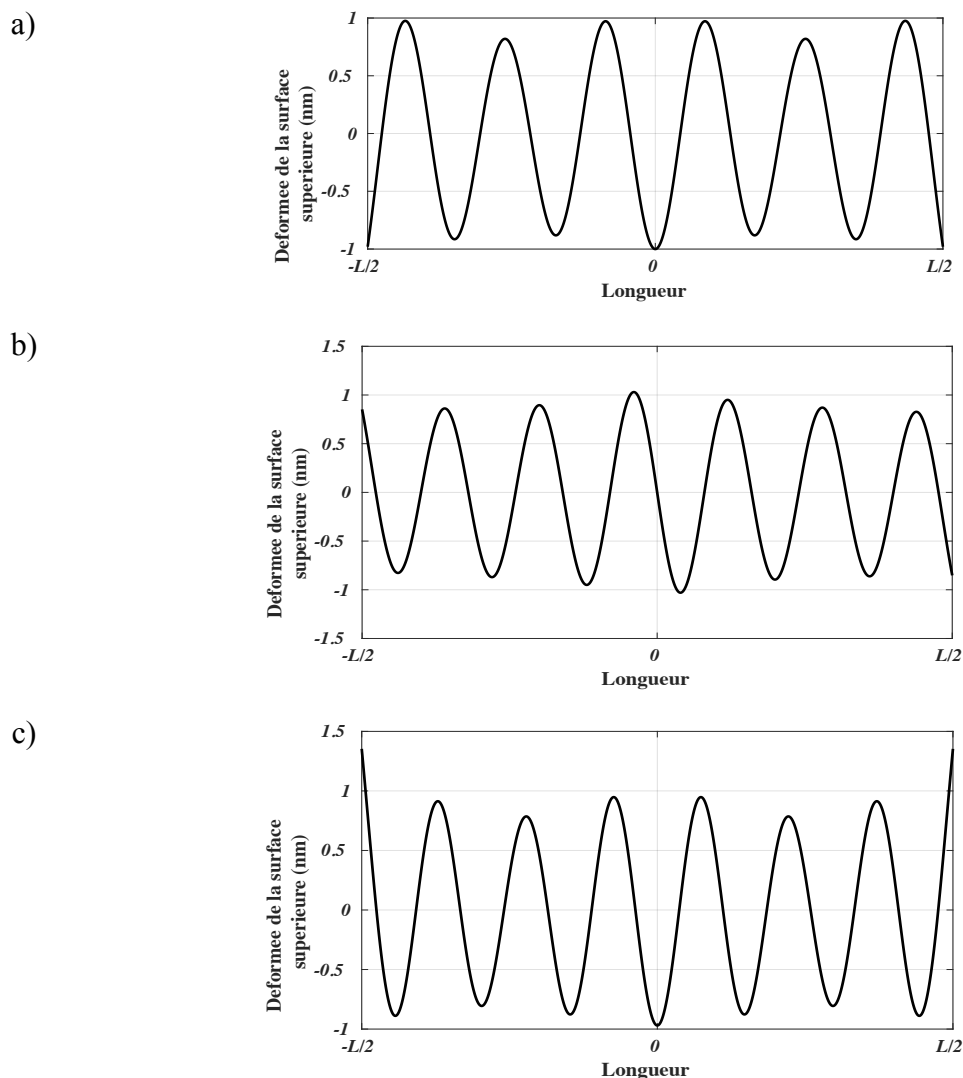 a)
Deformee de la surface
superieure (nm)
1
0.5
0
-0.5
-1
-L/2
0
L/2
Longueur
b)
Deformee de la surface
superieure (nm)
1.5
1
0.5
0
-0.5
-1
-1.5
-L/2
0
L/2
Longueur
c)
Deformee de la surface
superieure (nm)
1.5
1
0.5
0
-0.5
-1
-L/2
0
L/2
Longueur